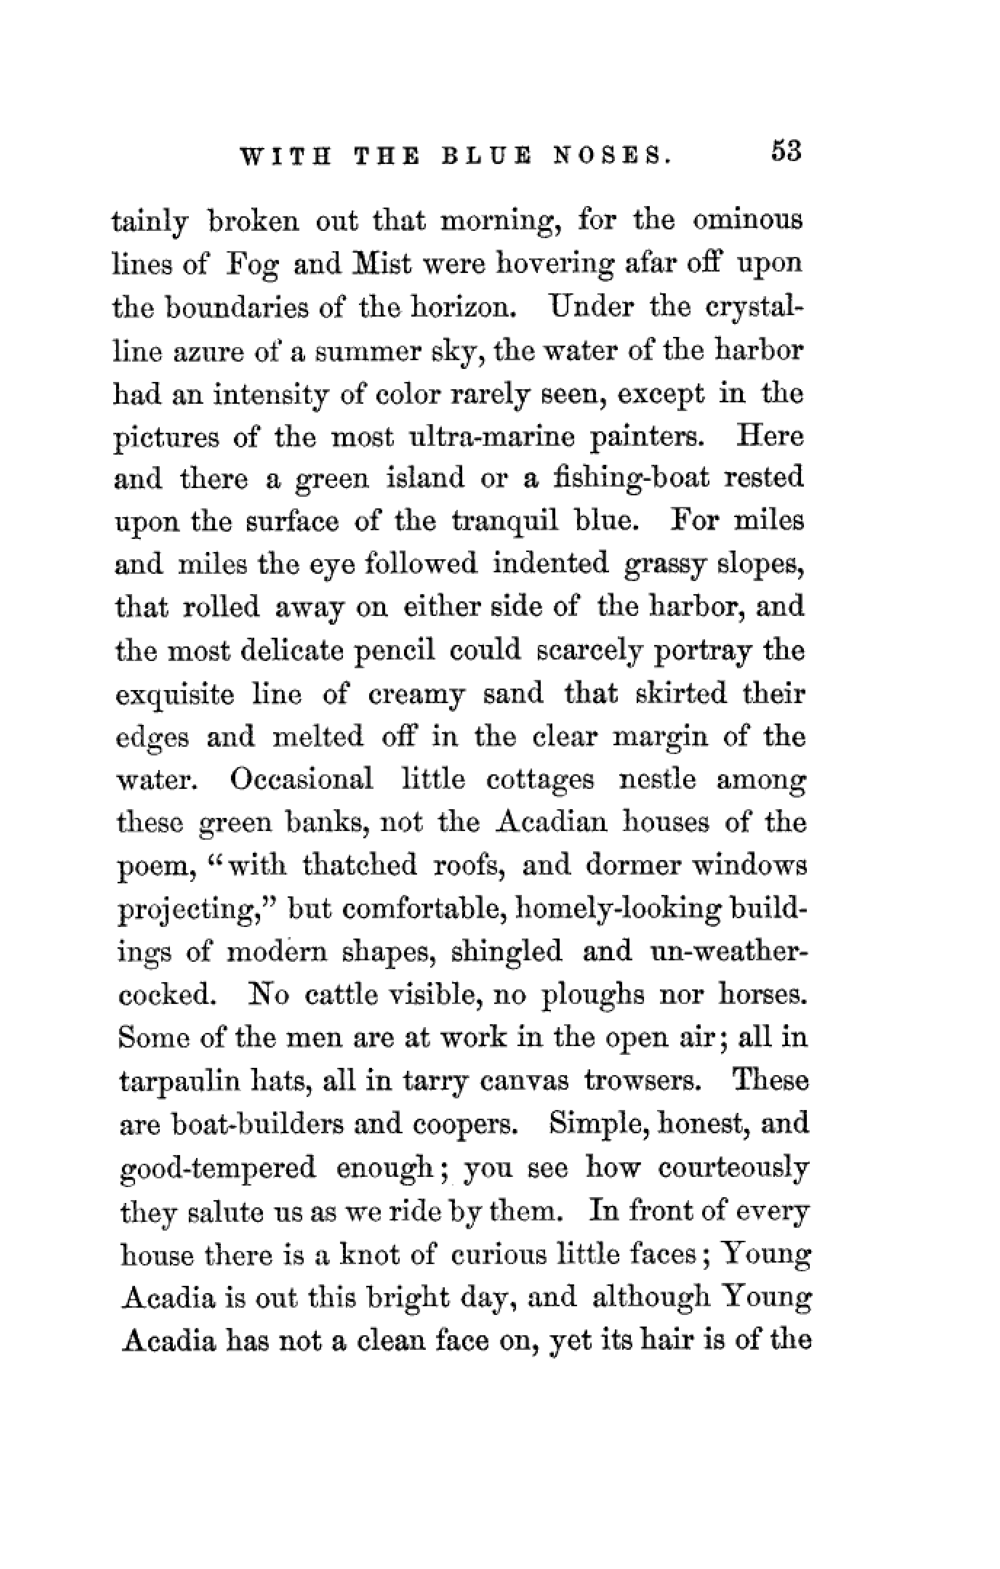 WITH THE BLUE NOSES. 53
tainly broken out that morning, for the ominous
lines of Fog and Mist were hovering afar off upon
the boundaries of the horizon. Under the crystal-
line azure of a summer sky, the water of the harbor
had an intensity of color rarely seen, except in the
pictures of the most ultra-marine painters. Here
and there a green island or a fishing-boat rested
upon the surface of the tranquil blue. For miles
and miles the eye followed indented grassy slopes,
that rolled away on either side of the harbor, and
the most delicate pencil could scarcely portray the
exquisite line of creamy sand that skirted their
edges and melted off in the clear margin of the
water. Occasional little cottages nestle among
these green banks, not the Acadian houses of the
poem, “with thatched roofs, and dormer windows
projecting,” but comfortable, homely-looking build-
ings of modern shapes, shingled and un-weather-
cocked. No cattle visible, no ploughs nor horses.
Some of the men are at work in the open air; all in
tarpaulin hats, all in tarry canvas trowsers. These
are boat-builders and coopers. Simple, honest, and
good-tempered enough; you see how courteously
they salute us as we ride by them. In front of every
house there is a knot of curious little faces; Young
Acadia is out this bright day, and although Young
Acadia has not a clean face on, yet its hair is of the